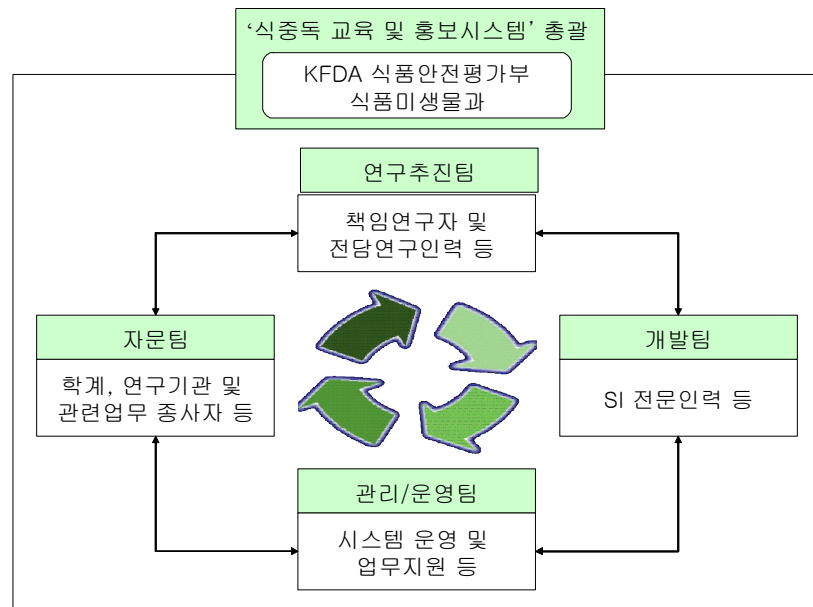 ‘식중독 교육 및 홍보시스템’ 총괄
KFDA 식품안전평가부
식품미생물과
연구추진팀
책임연구자 및
전담연구인력 등
자문팀
학계, 연구기관 및
관련업무 종사자 등
개발팀
SI 전문인력 등
관리/운영팀
시스템 운영 및
업무지원 등